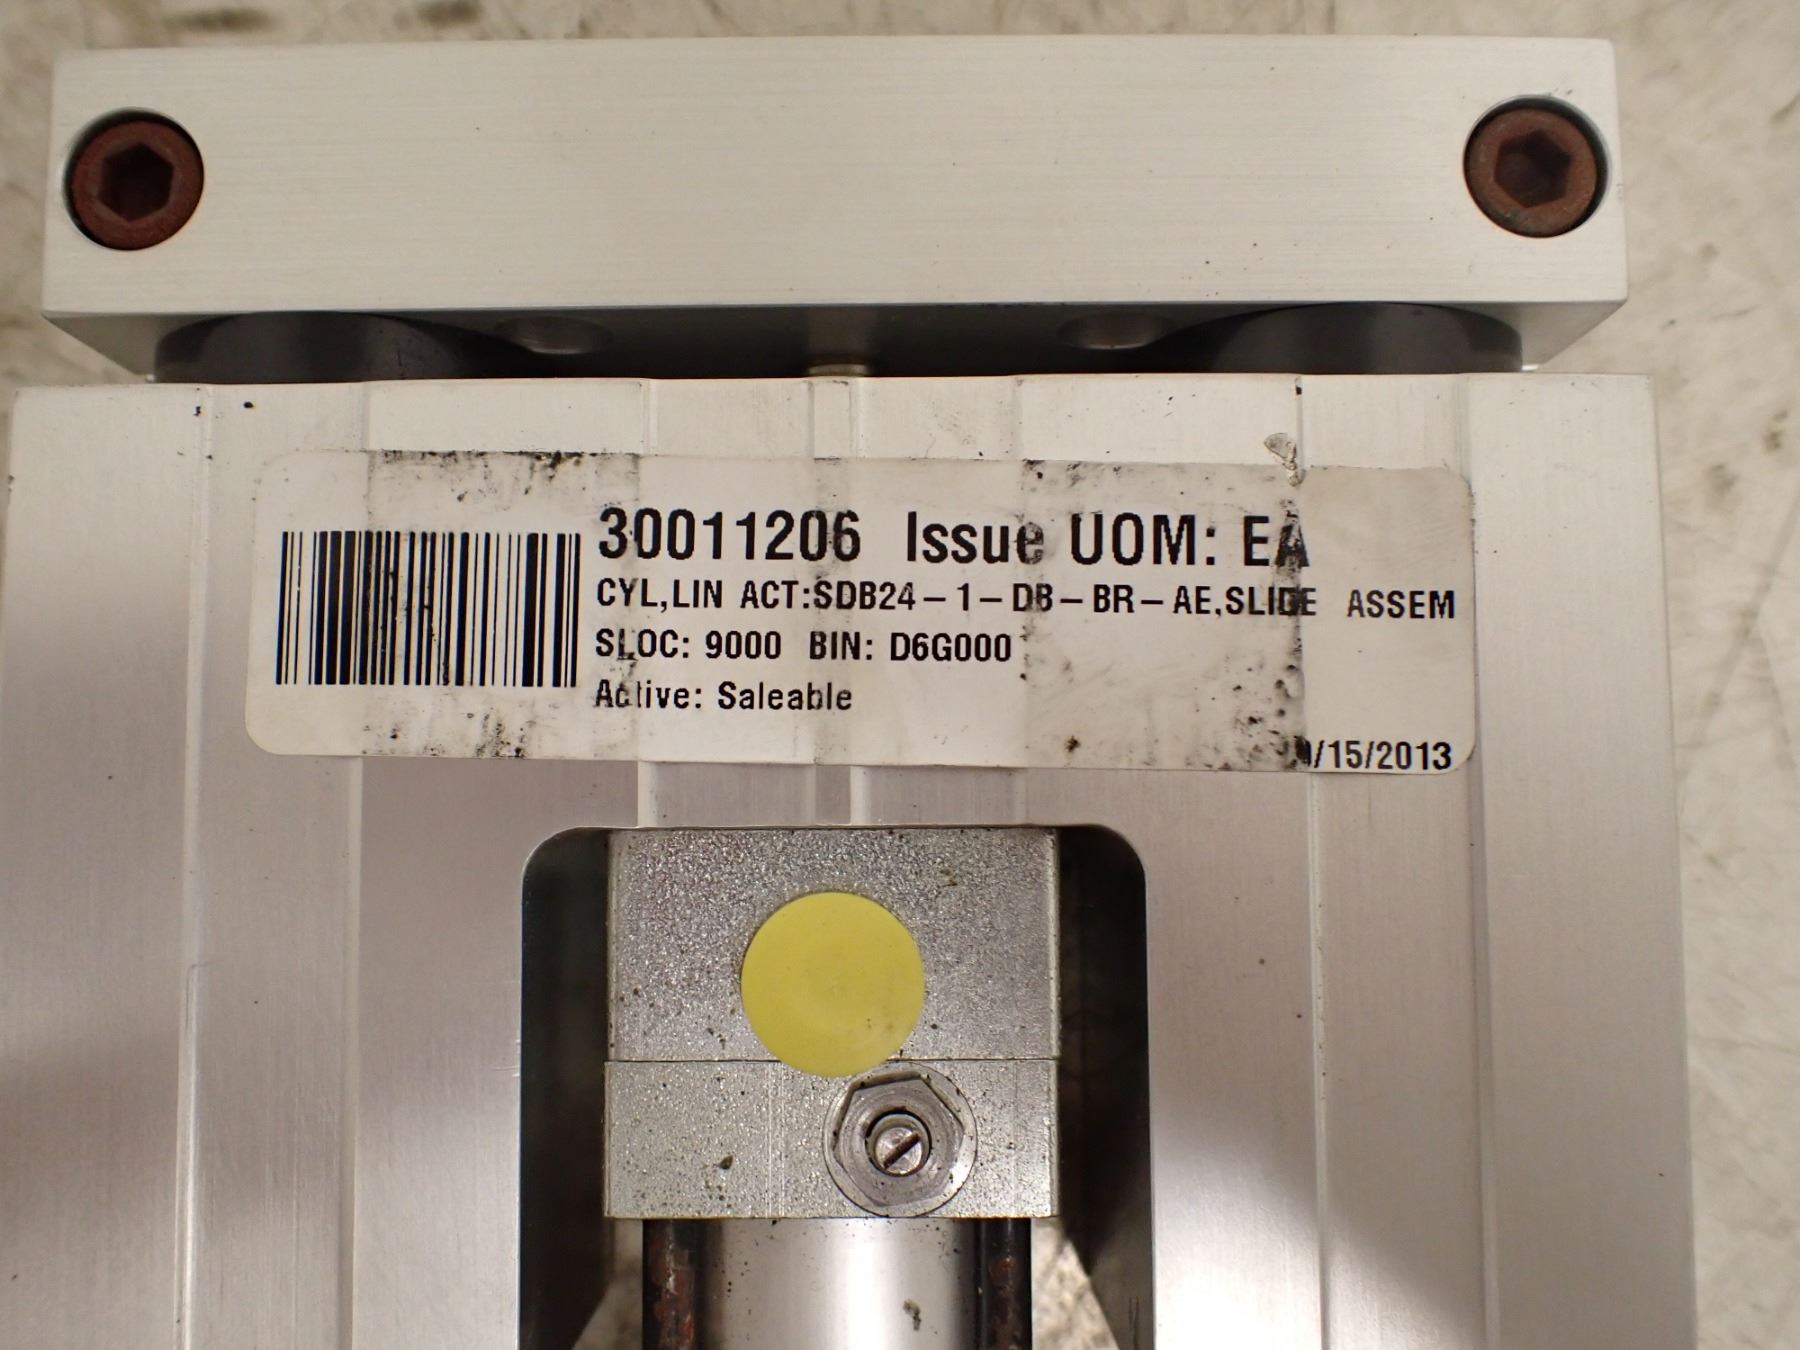 30011206 Issue UOM: EA
CYL,LIN ACT:SDB24-1-DB-BR-AE,SLIDE ASSEM
SLOC: 9000 BIN: D6G000
Active: Saleable
/15/2013